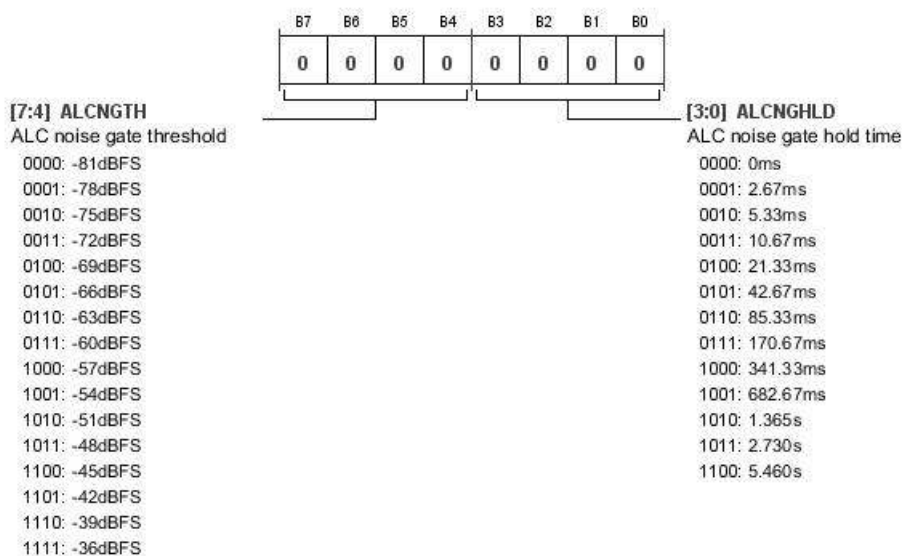 B7 B6 B5 B4 B3 B2 B1 B0
0 0 0 0 0 0 0 0
[7:4] ALCNGTH
ALC noise gate threshold
0000: -81dBFS
0001: -78dBFS
0010: -75dBFS
0011: -72dBFS
0100: -69dBFS
0101: -66dBFS
0110: -63dBFS
0111: -60dBFS
1000: -57dBFS
1001: -54dBFS
1010: -51dBFS
1011: -48dBFS
1100: -45dBFS
1101: -42dBFS
1110: -39dBFS
1111: -36dBFS
[3:0] ALCNGHLD
ALC noise gate hold time
0000: 0ms
0001: 2.67ms
0010: 5.33ms
0011: 10.67ms
0100: 21.33ms
0101: 42.67ms
0110: 85.33ms
0111: 170.67ms
1000: 341.33ms
1001: 682.67ms
1010: 1.365s
1011: 2.730s
1100: 5.460s